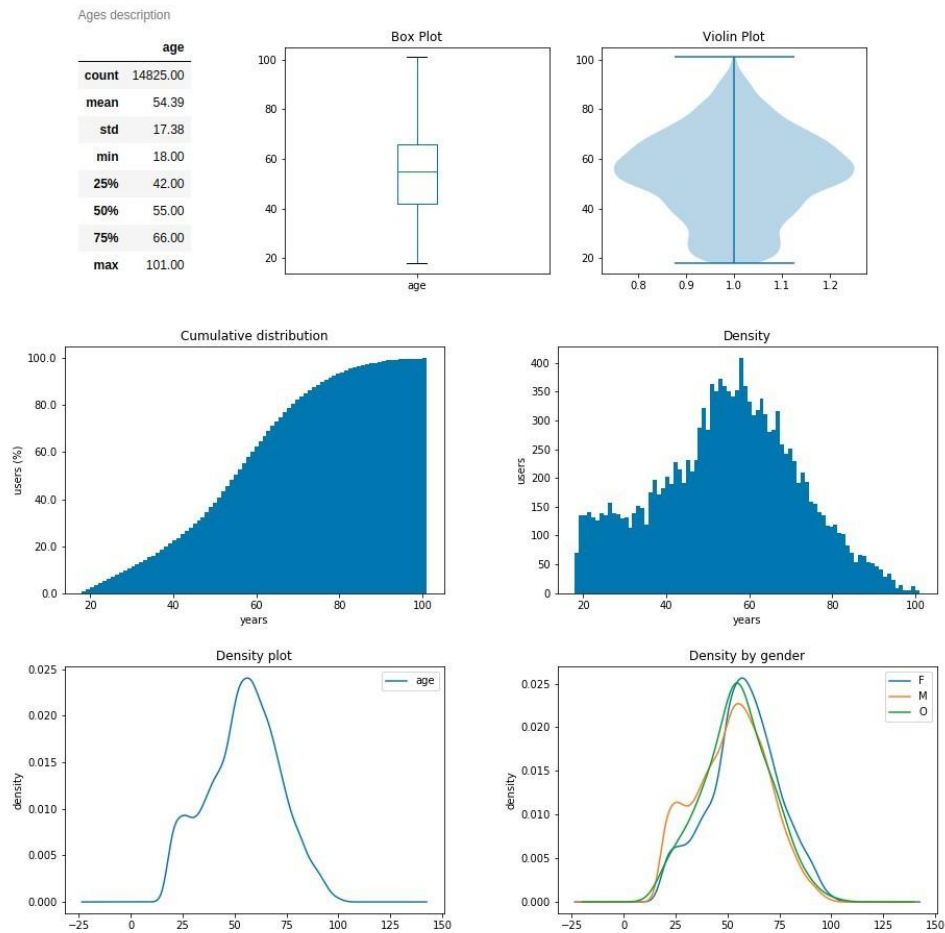 Ages description
age
count 14825.00
mean 54.39
std 17.38
min 18.00
25% 42.00
50% 55.00
75% 66.00
max 101.00
Box Plot
100
80
60
40
20
age
Violin Plot
100
80
60
40
20
0.8 0.9 1.0 1.1 1.2
Cumulative distribution
users (%)
100.0
80.0
60.0
40.0
20.0
0.0
20 40 60 80 100
years
Density
users
400
350
300
250
200
150
100
50
0
20 40 60 80 100
years
Density plot
age
density
0.025
0.020
0.015
0.010
0.005
0.000
−25 0 25 50 75 100 125 150
Density by gender
F
M
O
density
0.025
0.020
0.015
0.010
0.005
0.000
−25 0 25 50 75 100 125 150